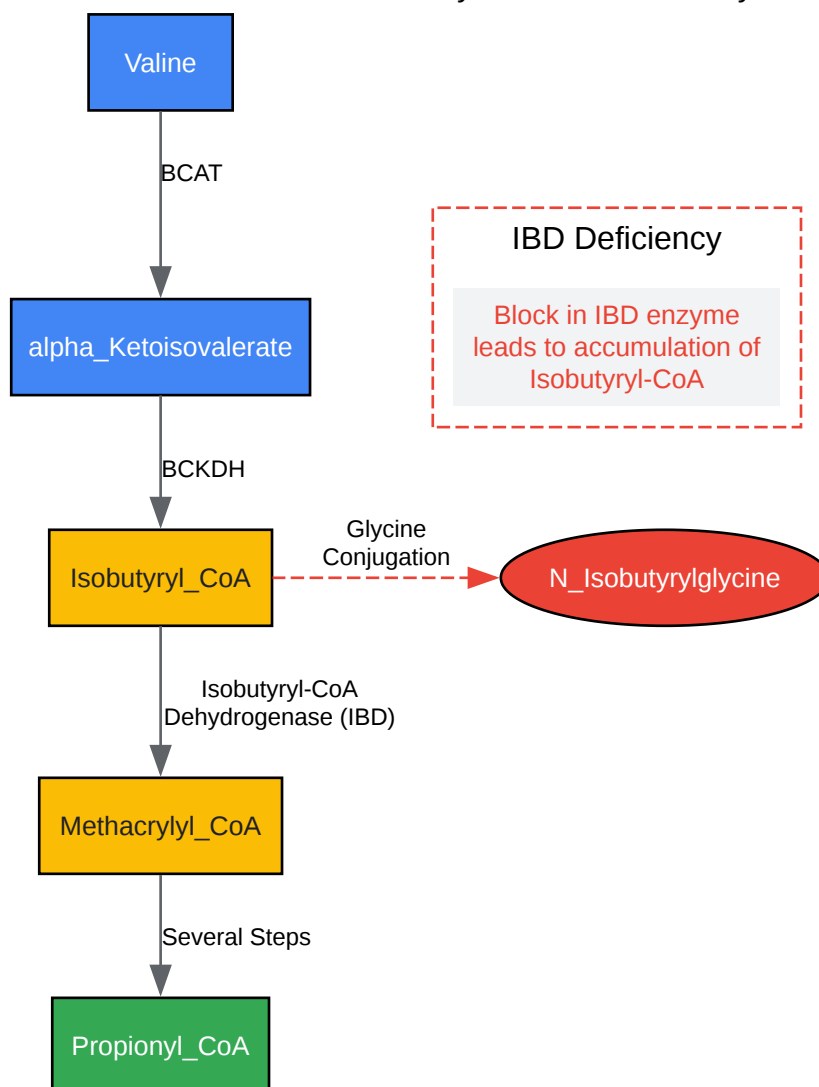 Valine
BCAT
IBD Deficiency
Block in IBD enzyme
leads to accumulation of
Isobutyryl-CoA
alpha_Ketoisovalerate
BCKDH
Glycine
Conjugation
Isobutyryl_CoA
N_Isobutyrylglycine
Isobutyryl-CoA
Dehydrogenase (IBD)
Methacrylyl_CoA
Several Steps
Propionyl_CoA